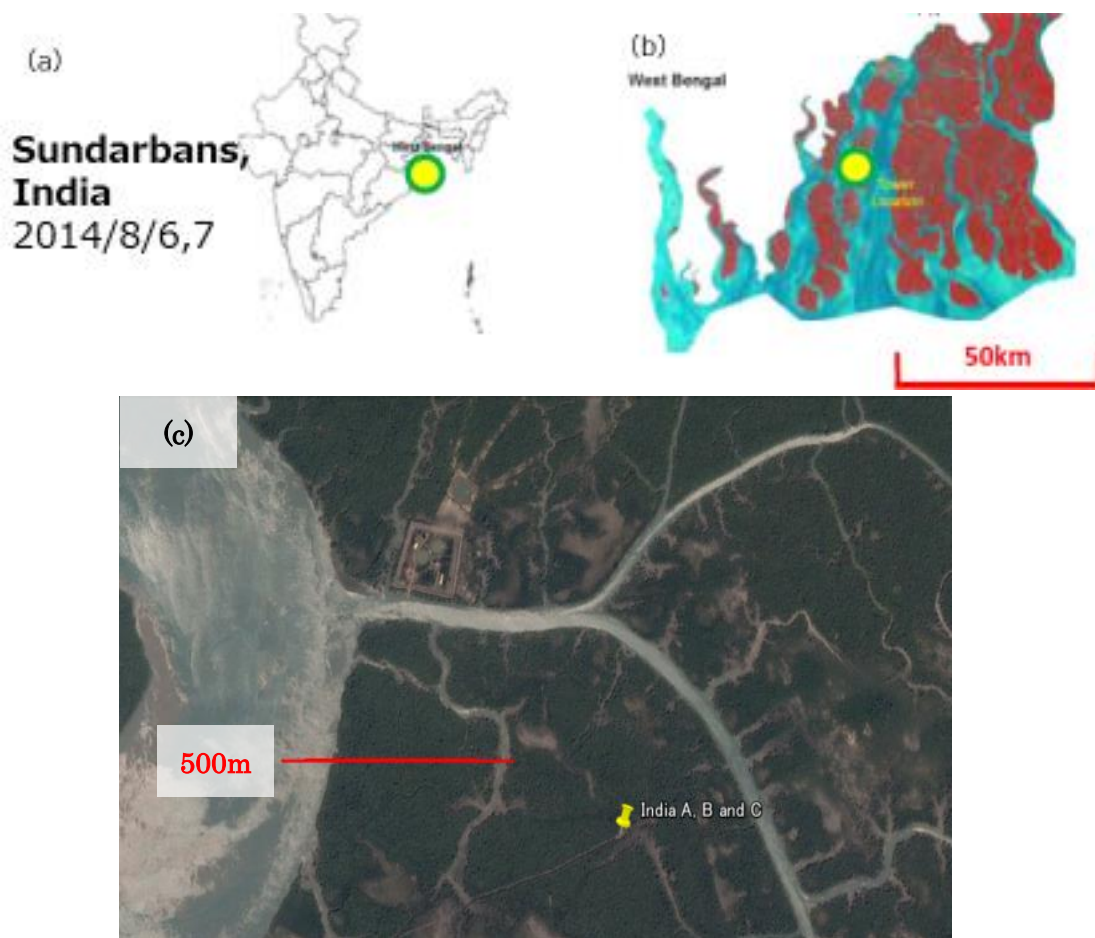 (a)
Sundarbans,
India
2014/8/6,7
West Bengal
(b)
West Bengal
Tower
Location
50km
(c)
500m
India A, B and C